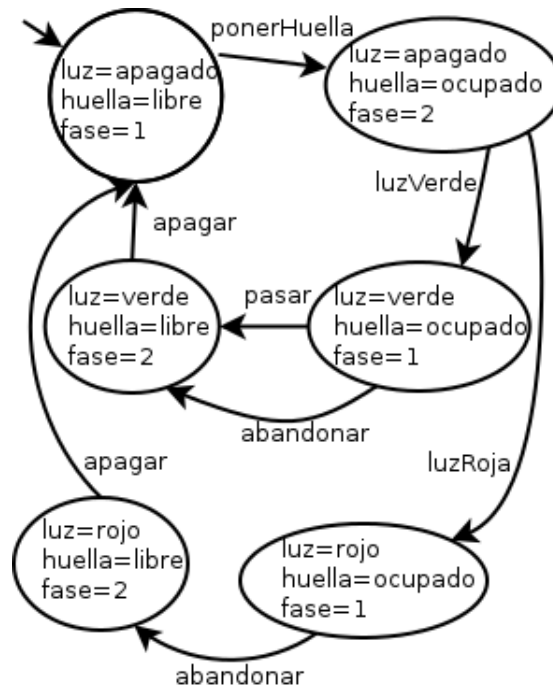 ponerHuella
luz=apagado
huella=libre
fase=1
luz=apagado
huella=ocupado
fase=2
luzVerde
apagar
luz=verde
huella=libre
fase=2
pasar
luz=verde
huella=ocupado
fase=1
abandonar
apagar
luzRoja
luz=rojo
huella=libre
fase=2
luz=rojo
huella=ocupado
fase=1
abandonar